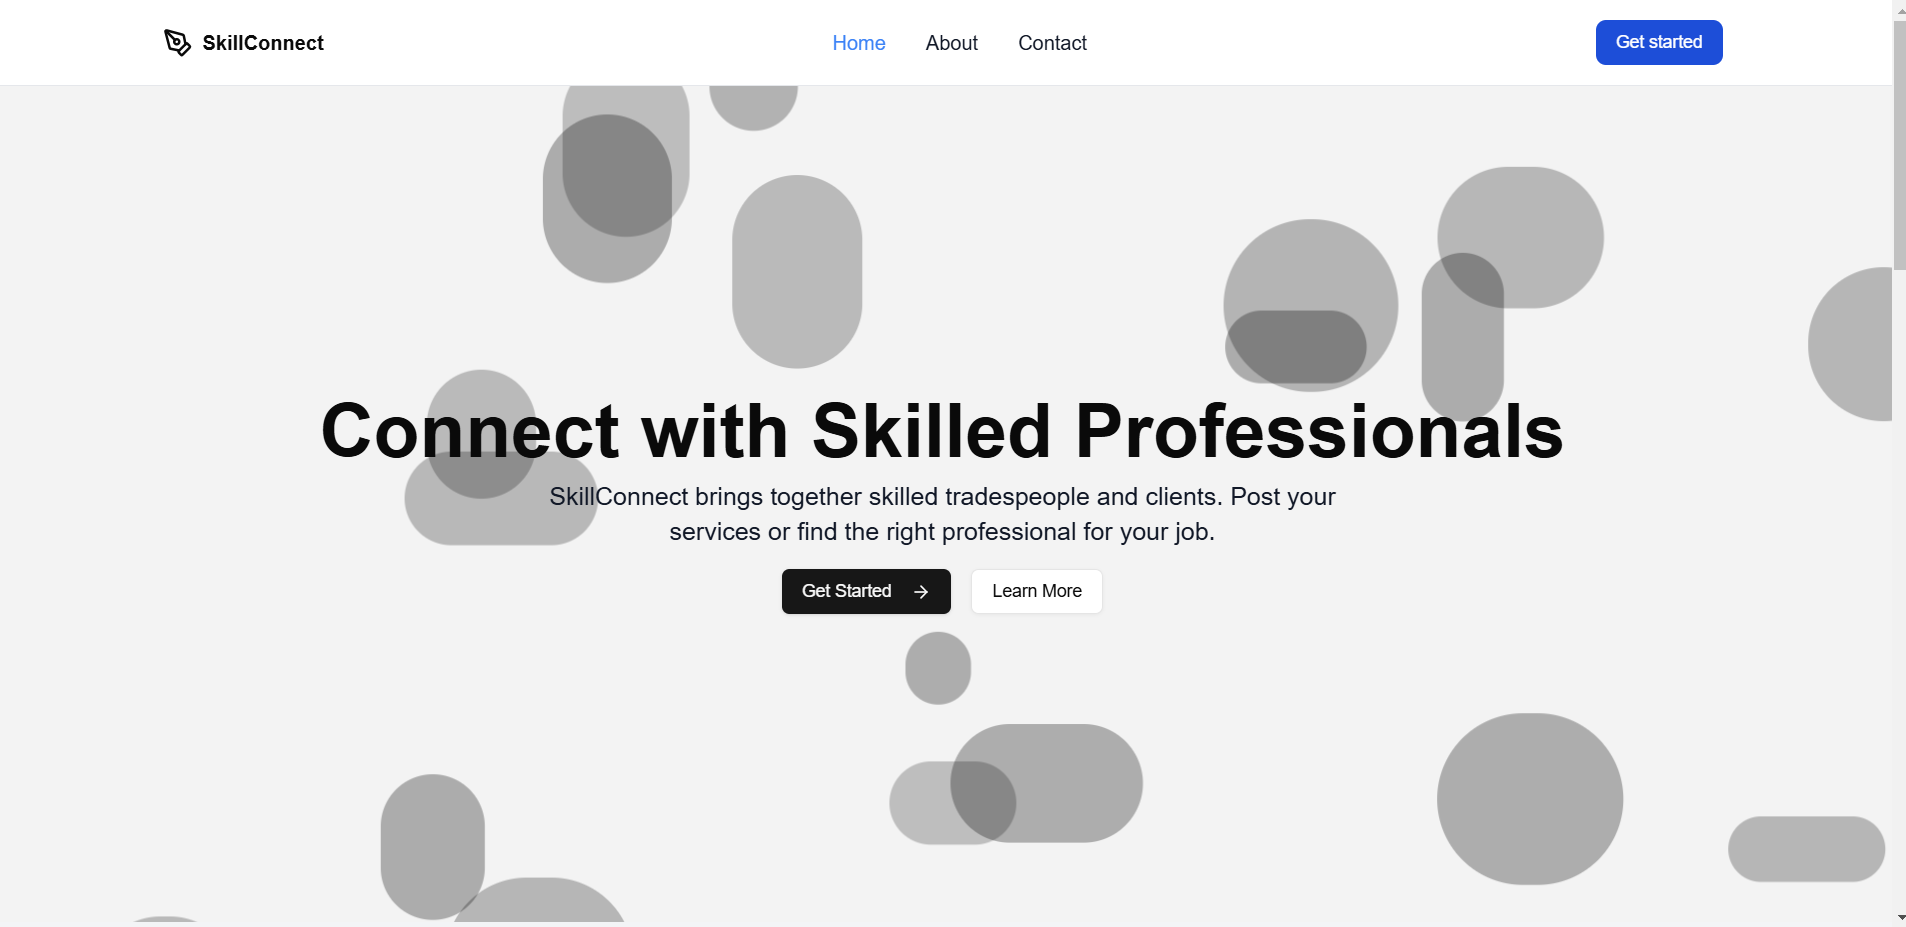 SkillConnect
Home
About
Contact
Get started
Connect with Skilled Professionals
SkillConnect brings together skilled tradespeople and clients. Post your
services or find the right professional for your job.
Get Started
Learn More